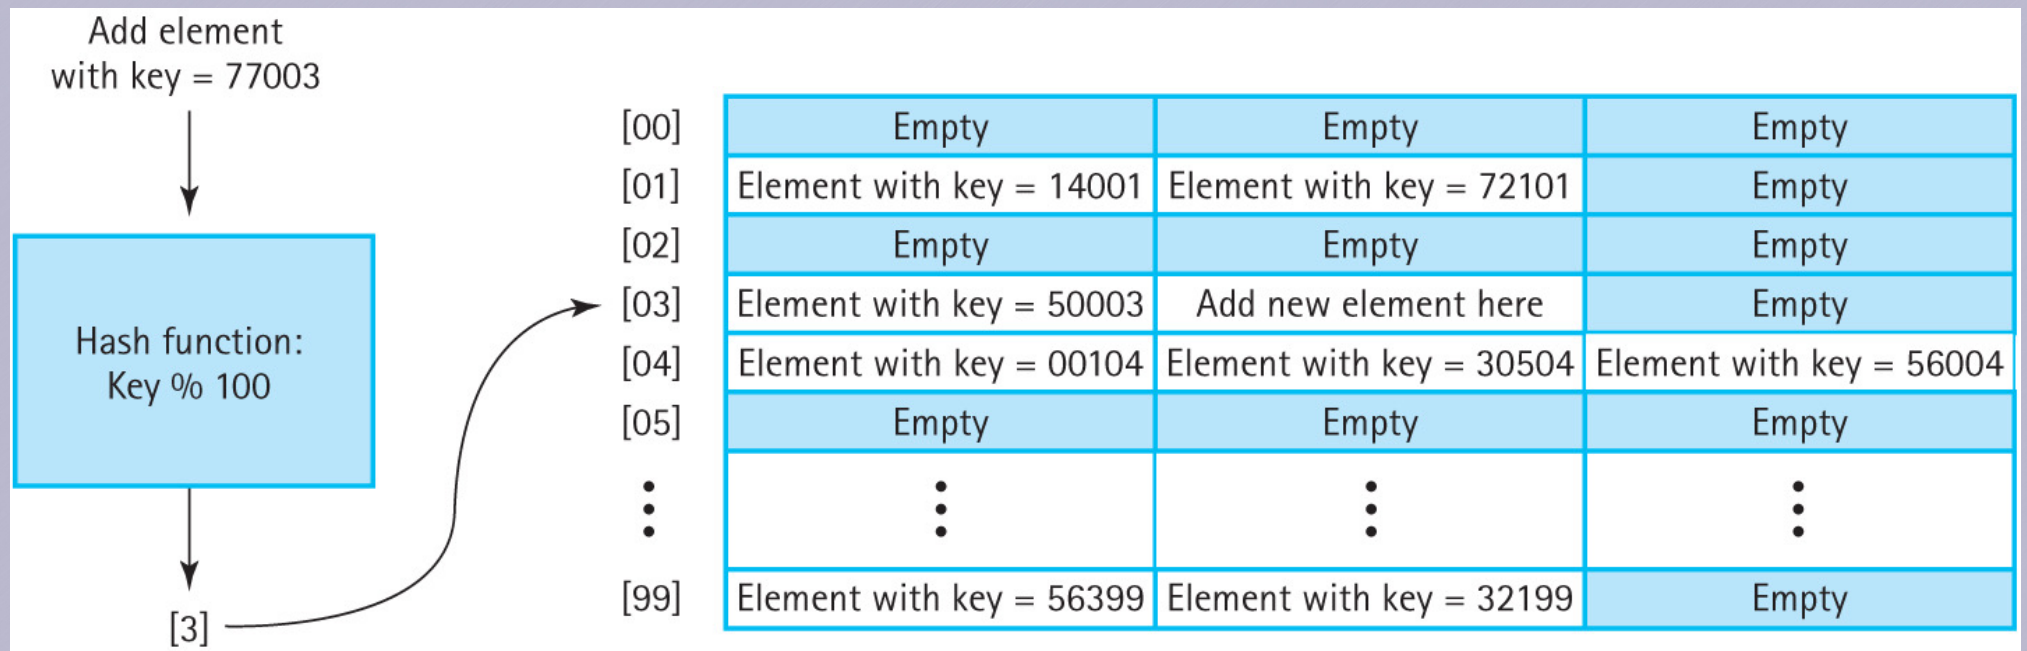 Add element
with key = 77003
Hash function:
Key % 100
[3]
[00] Empty Empty Empty
[01] Element with key = 14001 Element with key = 72101 Empty
[02] Empty Empty Empty
[03] Element with key = 50003 Add new element here Empty
[04] Element with key = 00104 Element with key = 30504 Element with key = 56004
[05] Empty Empty Empty
[99] Element with key = 56399 Element with key = 32199 Empty